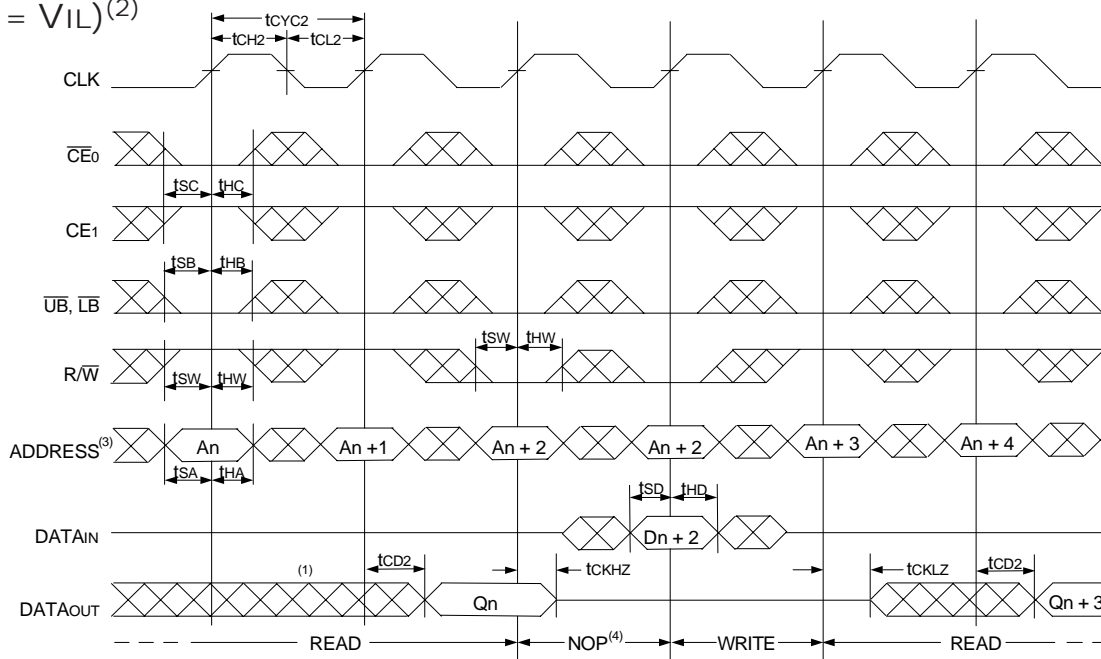 = VIL)(2)
tCYC2
tCH2 tCL2
CLK
CE0
tSC tHC
CE1
tSB tHB
UB, LB
tSW tHW
R/W
tSW tHW
ADDRESS(3) An An +1 An + 2 An + 2 An + 3 An + 4
tSA tHA
tSD tHD
DATAIN Dn + 2
tCD2 tCKHZ tCKLZ tCD2
(1)
DATAOUT Qn Qn + 3
READ NOP(4) WRITE READ